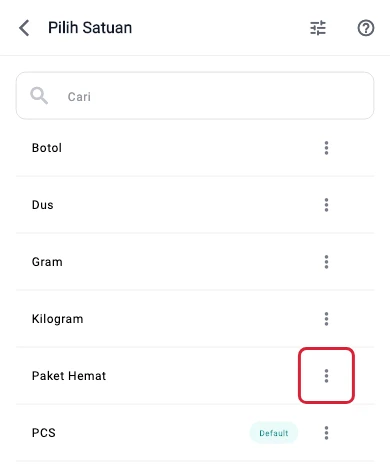 Pilih Satuan
Cari
Botol
Dus
Gram
Kilogram
Paket Hemat
PCS Default